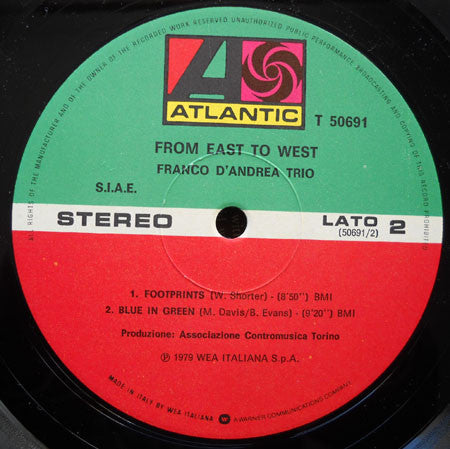 ALL RIGHTS OF THE MANUFACTURER AND OF THE OWNER OF THE RECORDED WORK RESERVED. UNAUTHORIZED PUBLIC PERFORMANCE, BROADCASTING AND COPYING OF THIS RECORD PROHIBITED
A
ATLANTIC
T 50691
FROM EAST TO WEST
FRANCO D'ANDREA TRIO
S.I.A.E.
STEREO
LATO 2
(50691/2)
1. FOOTPRINTS (W. Shorter) - (8'50'') BMI
2. BLUE IN GREEN (M. Davis/B. Evans) - (9'20'') BMI
Produzione: Associazione Contromusica Torino
℗ 1979 WEA ITALIANA S.p.A.
MADE IN ITALY BY WEA ITALIANA - A WARNER COMMUNICATIONS COMPANY